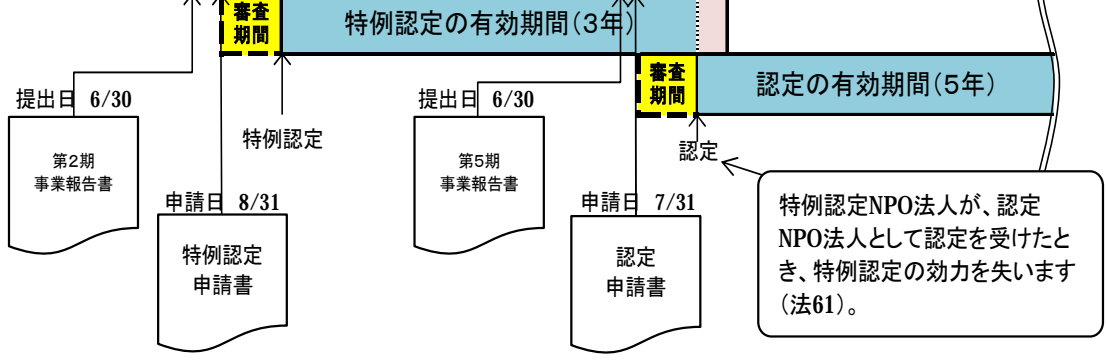 審査
期間
特例認定の有効期間(3年)
審査
期間
認定の有効期間(5年)
提出日 6/30
提出日 6/30
特例認定
認定
第2期
事業報告書
第5期
事業報告書
申請日 8/31
申請日 7/31
特例認定
申請書
認定
申請書
特例認定NPO法人が、認定
NPO法人として認定を受けたと
き、特例認定の効力を失います
(法61)。